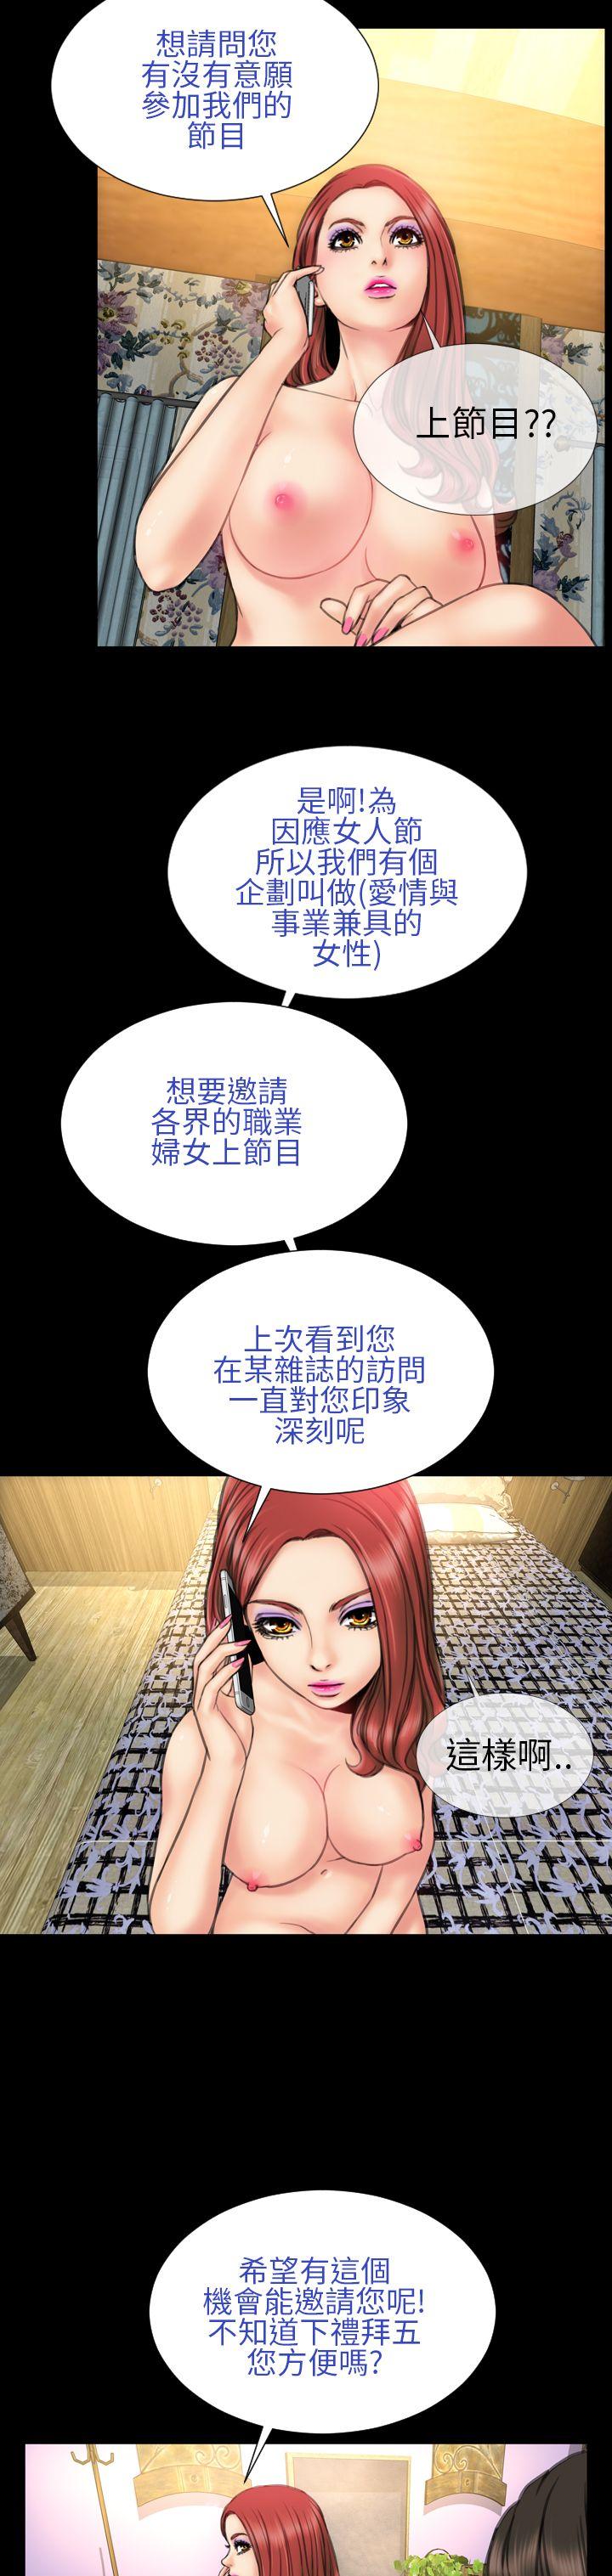 想請問您
有沒有意願
參加我們的
節目
上節目??
是啊!為
因應女人節
所以我們有個
企劃叫做(愛情與
事業兼具的
女性)
想要邀請
各界的職業
婦女上節目
上次看到您
在某雜誌的訪問
一直對您印象
深刻呢
這樣啊..
希望有這個
機會能邀請您呢!
不知道下禮拜五
您方便嗎?